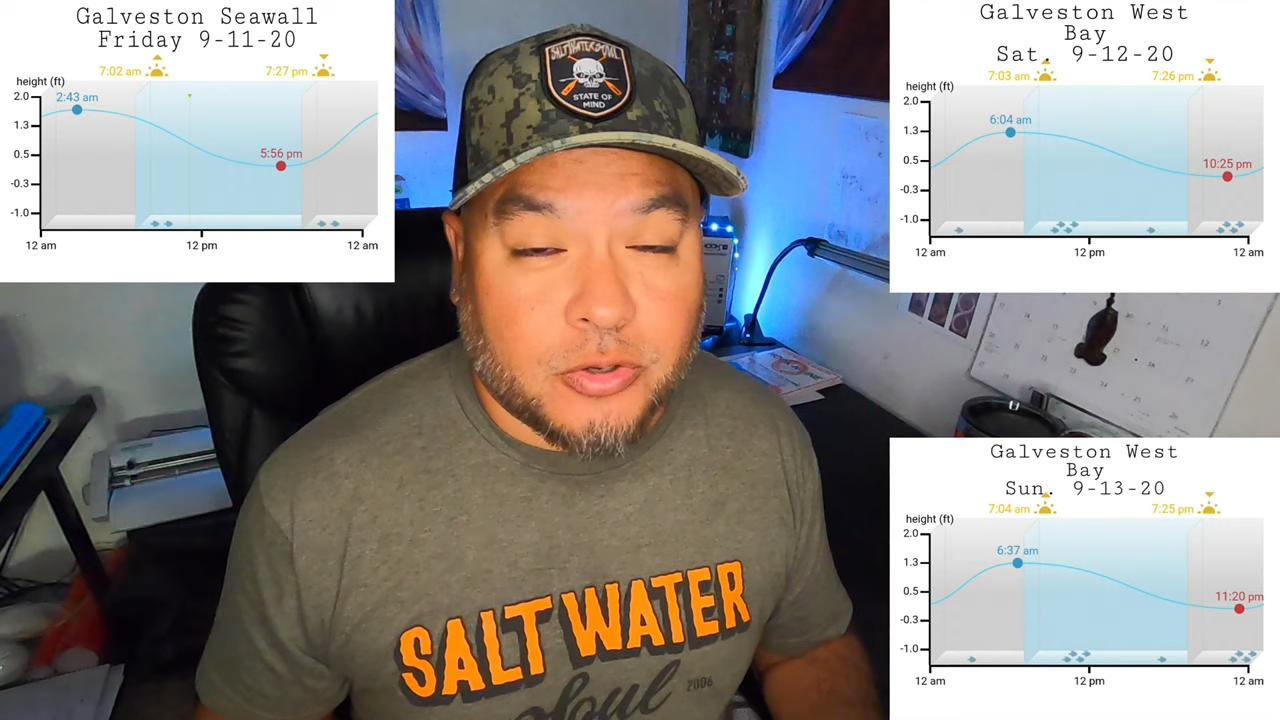 Galveston Seawall
Friday 9-11-20
7:02 am
7:27 pm
height (ft)
2.0
1.3
0.5
-0.3
-1.0
2:43 am
5:56 pm
12 am
12 pm
12 am
SALTWATER SOUL
STATE OF
MIND
SALT WATER
Soul
2006
Galveston West
Bay
Sat. 9-12-20
7:03 am
7:26 pm
height (ft)
2.0
1.3
0.5
-0.3
-1.0
6:04 am
10:25 pm
12 am
12 pm
12 am
Galveston West
Bay
Sun. 9-13-20
7:04 am
7:25 pm
height (ft)
2.0
1.3
0.5
-0.3
-1.0
6:37 am
11:20 pm
12 am
12 pm
12 am